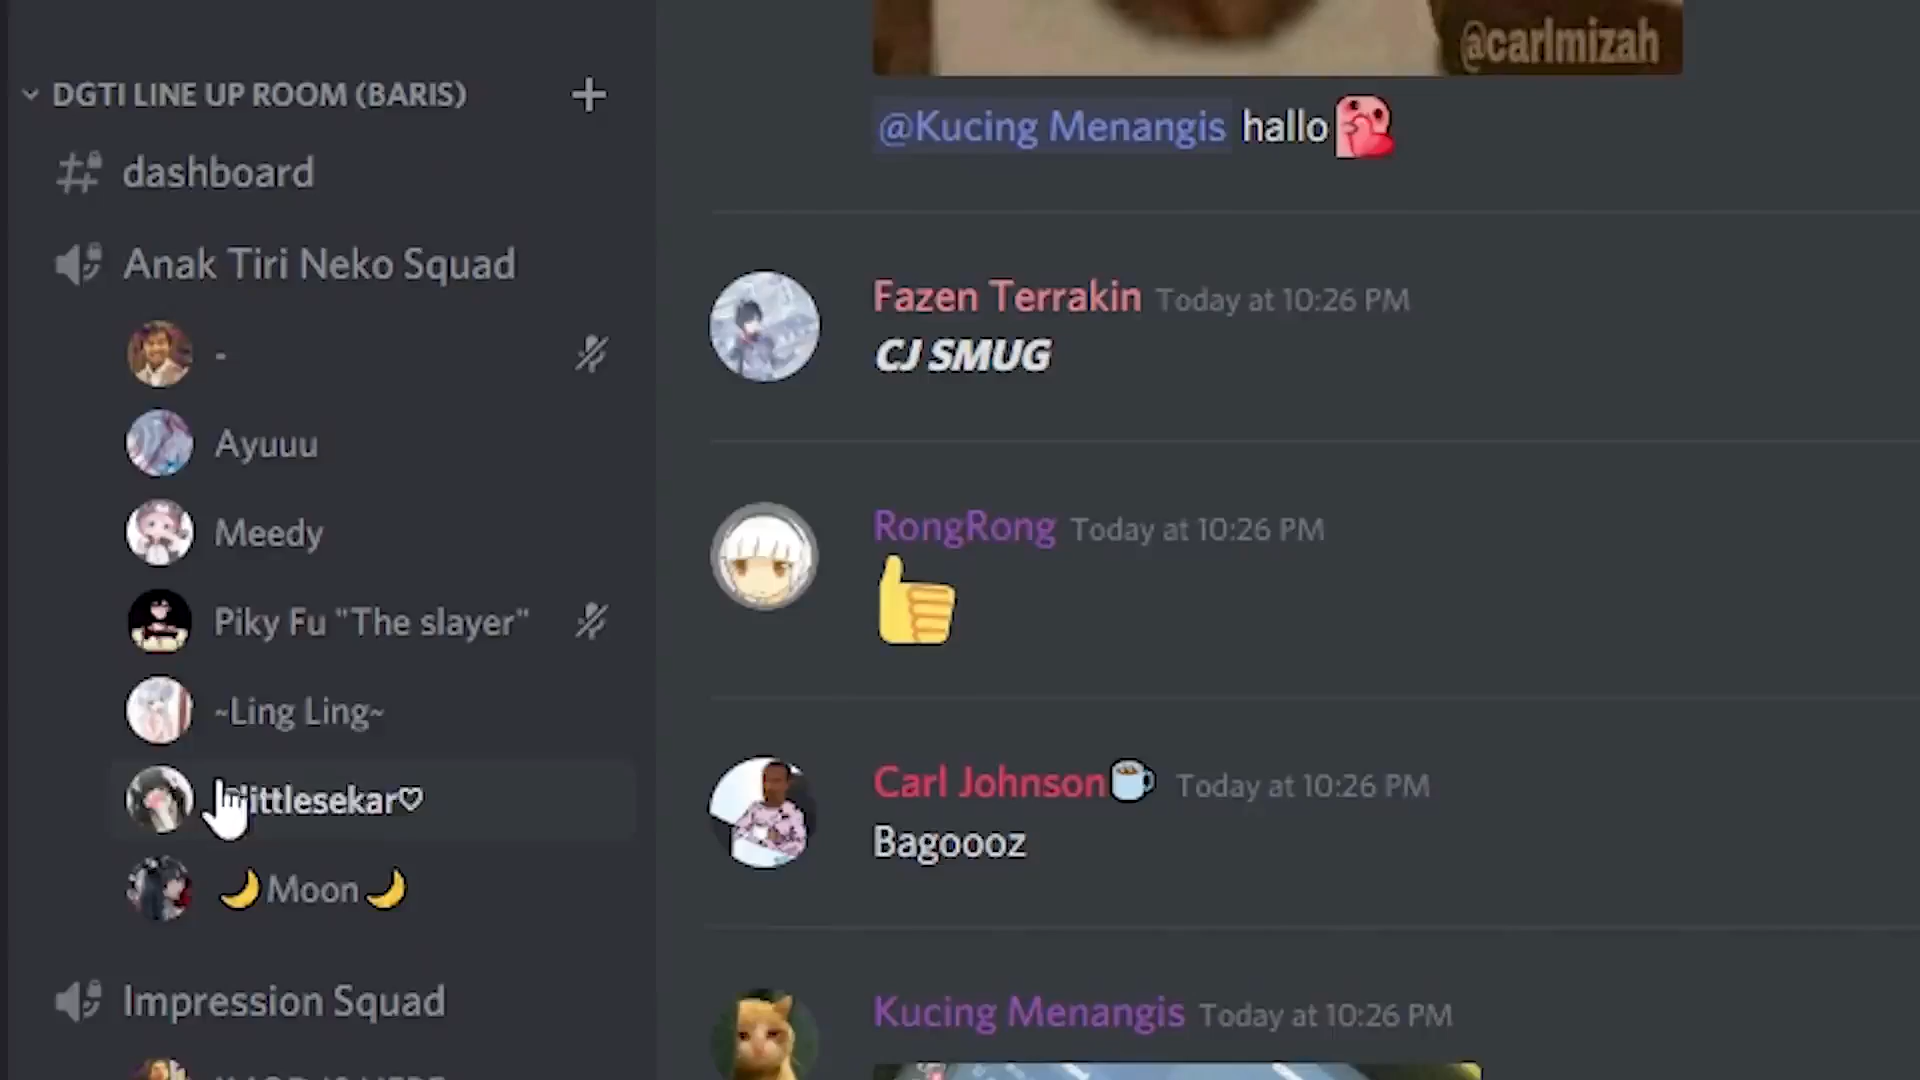 DGTI LINE UP ROOM (BARIS)
dashboard
Anak Tiri Neko Squad
-
Ayuuu
Meedy
Piky Fu "The slayer"
~Ling Ling~
🌙Moon🌙
Impression Squad
@carlmizah
@Kucing Menangis hallo
Fazen Terrakin Today at 10:26 PM
CJ SMUG
RongRong Today at 10:26 PM
Carl Johnson☕ Today at 10:26 PM
Bagoooz
Kucing Menangis Today at 10:26 PM